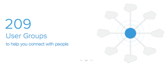 209
User Groups
to help you connect with people.